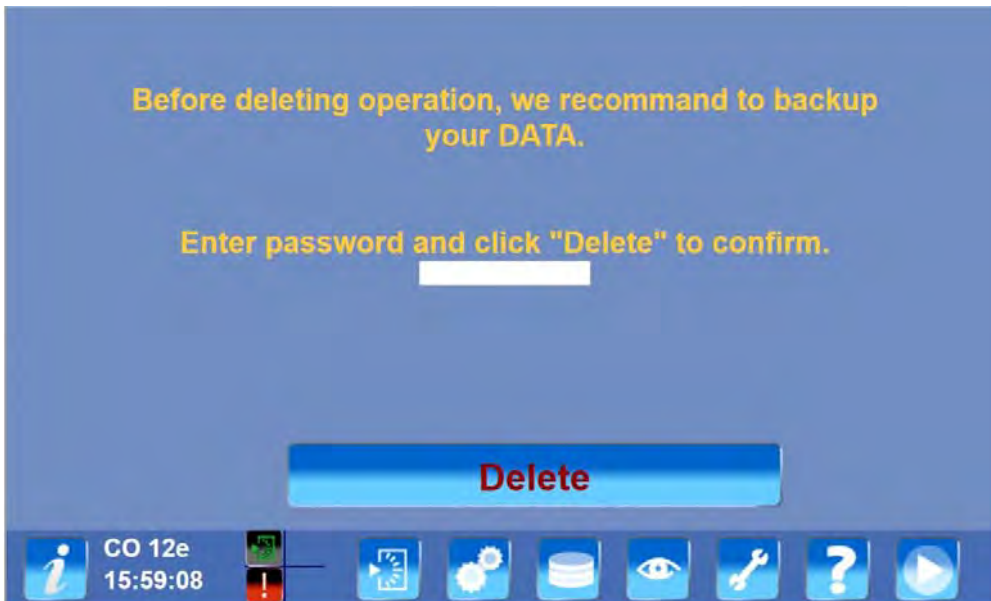 Before deleting operation, we recommand to backup
your DATA.
Enter password and click "Delete" to confirm.
Delete
i
CO 12e
15:59:08
!
?